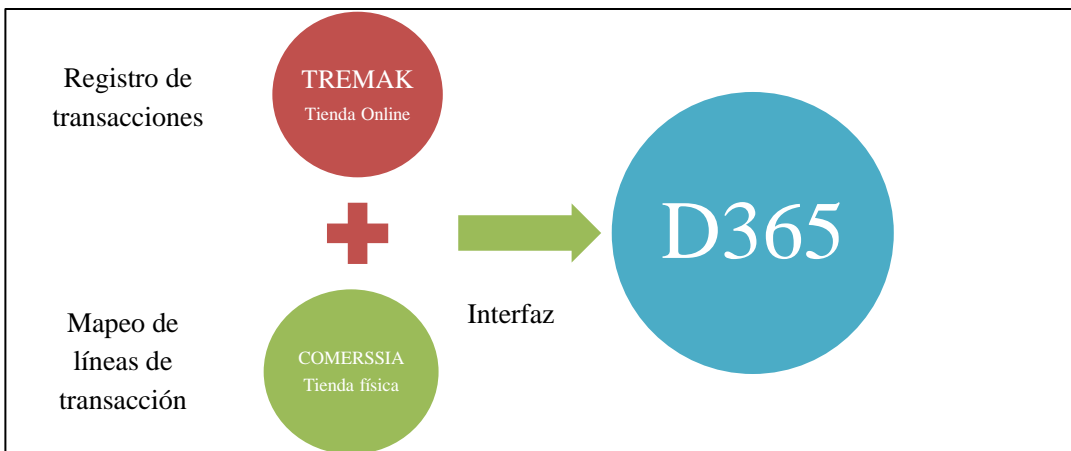 Registro de
transacciones
TREMAK
Tienda Online
D365
Interfaz
Mapeo de
líneas de
transacción
COMERSSIA
Tienda física